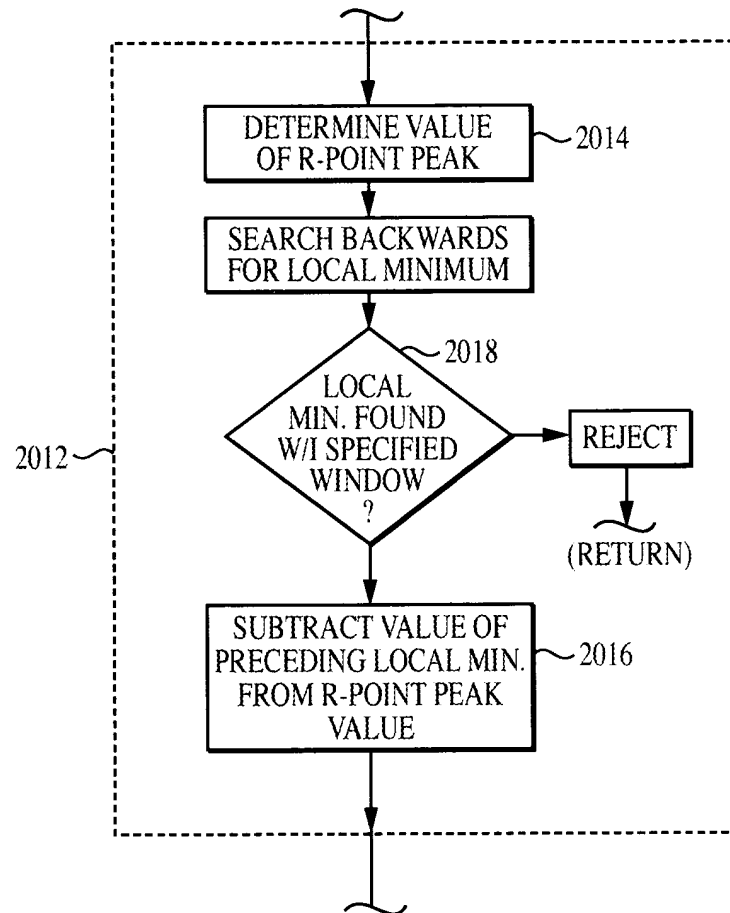 DETERMINE VALUE
OF R-POINT PEAK
2014
SEARCH BACKWARDS
FOR LOCAL MINIMUM
2018
LOCAL
MIN. FOUND
W/I SPECIFIED
WINDOW
?
REJECT
2012
(RETURN)
SUBTRACT VALUE OF
PRECEDING LOCAL MIN.
FROM R-POINT PEAK
VALUE
2016